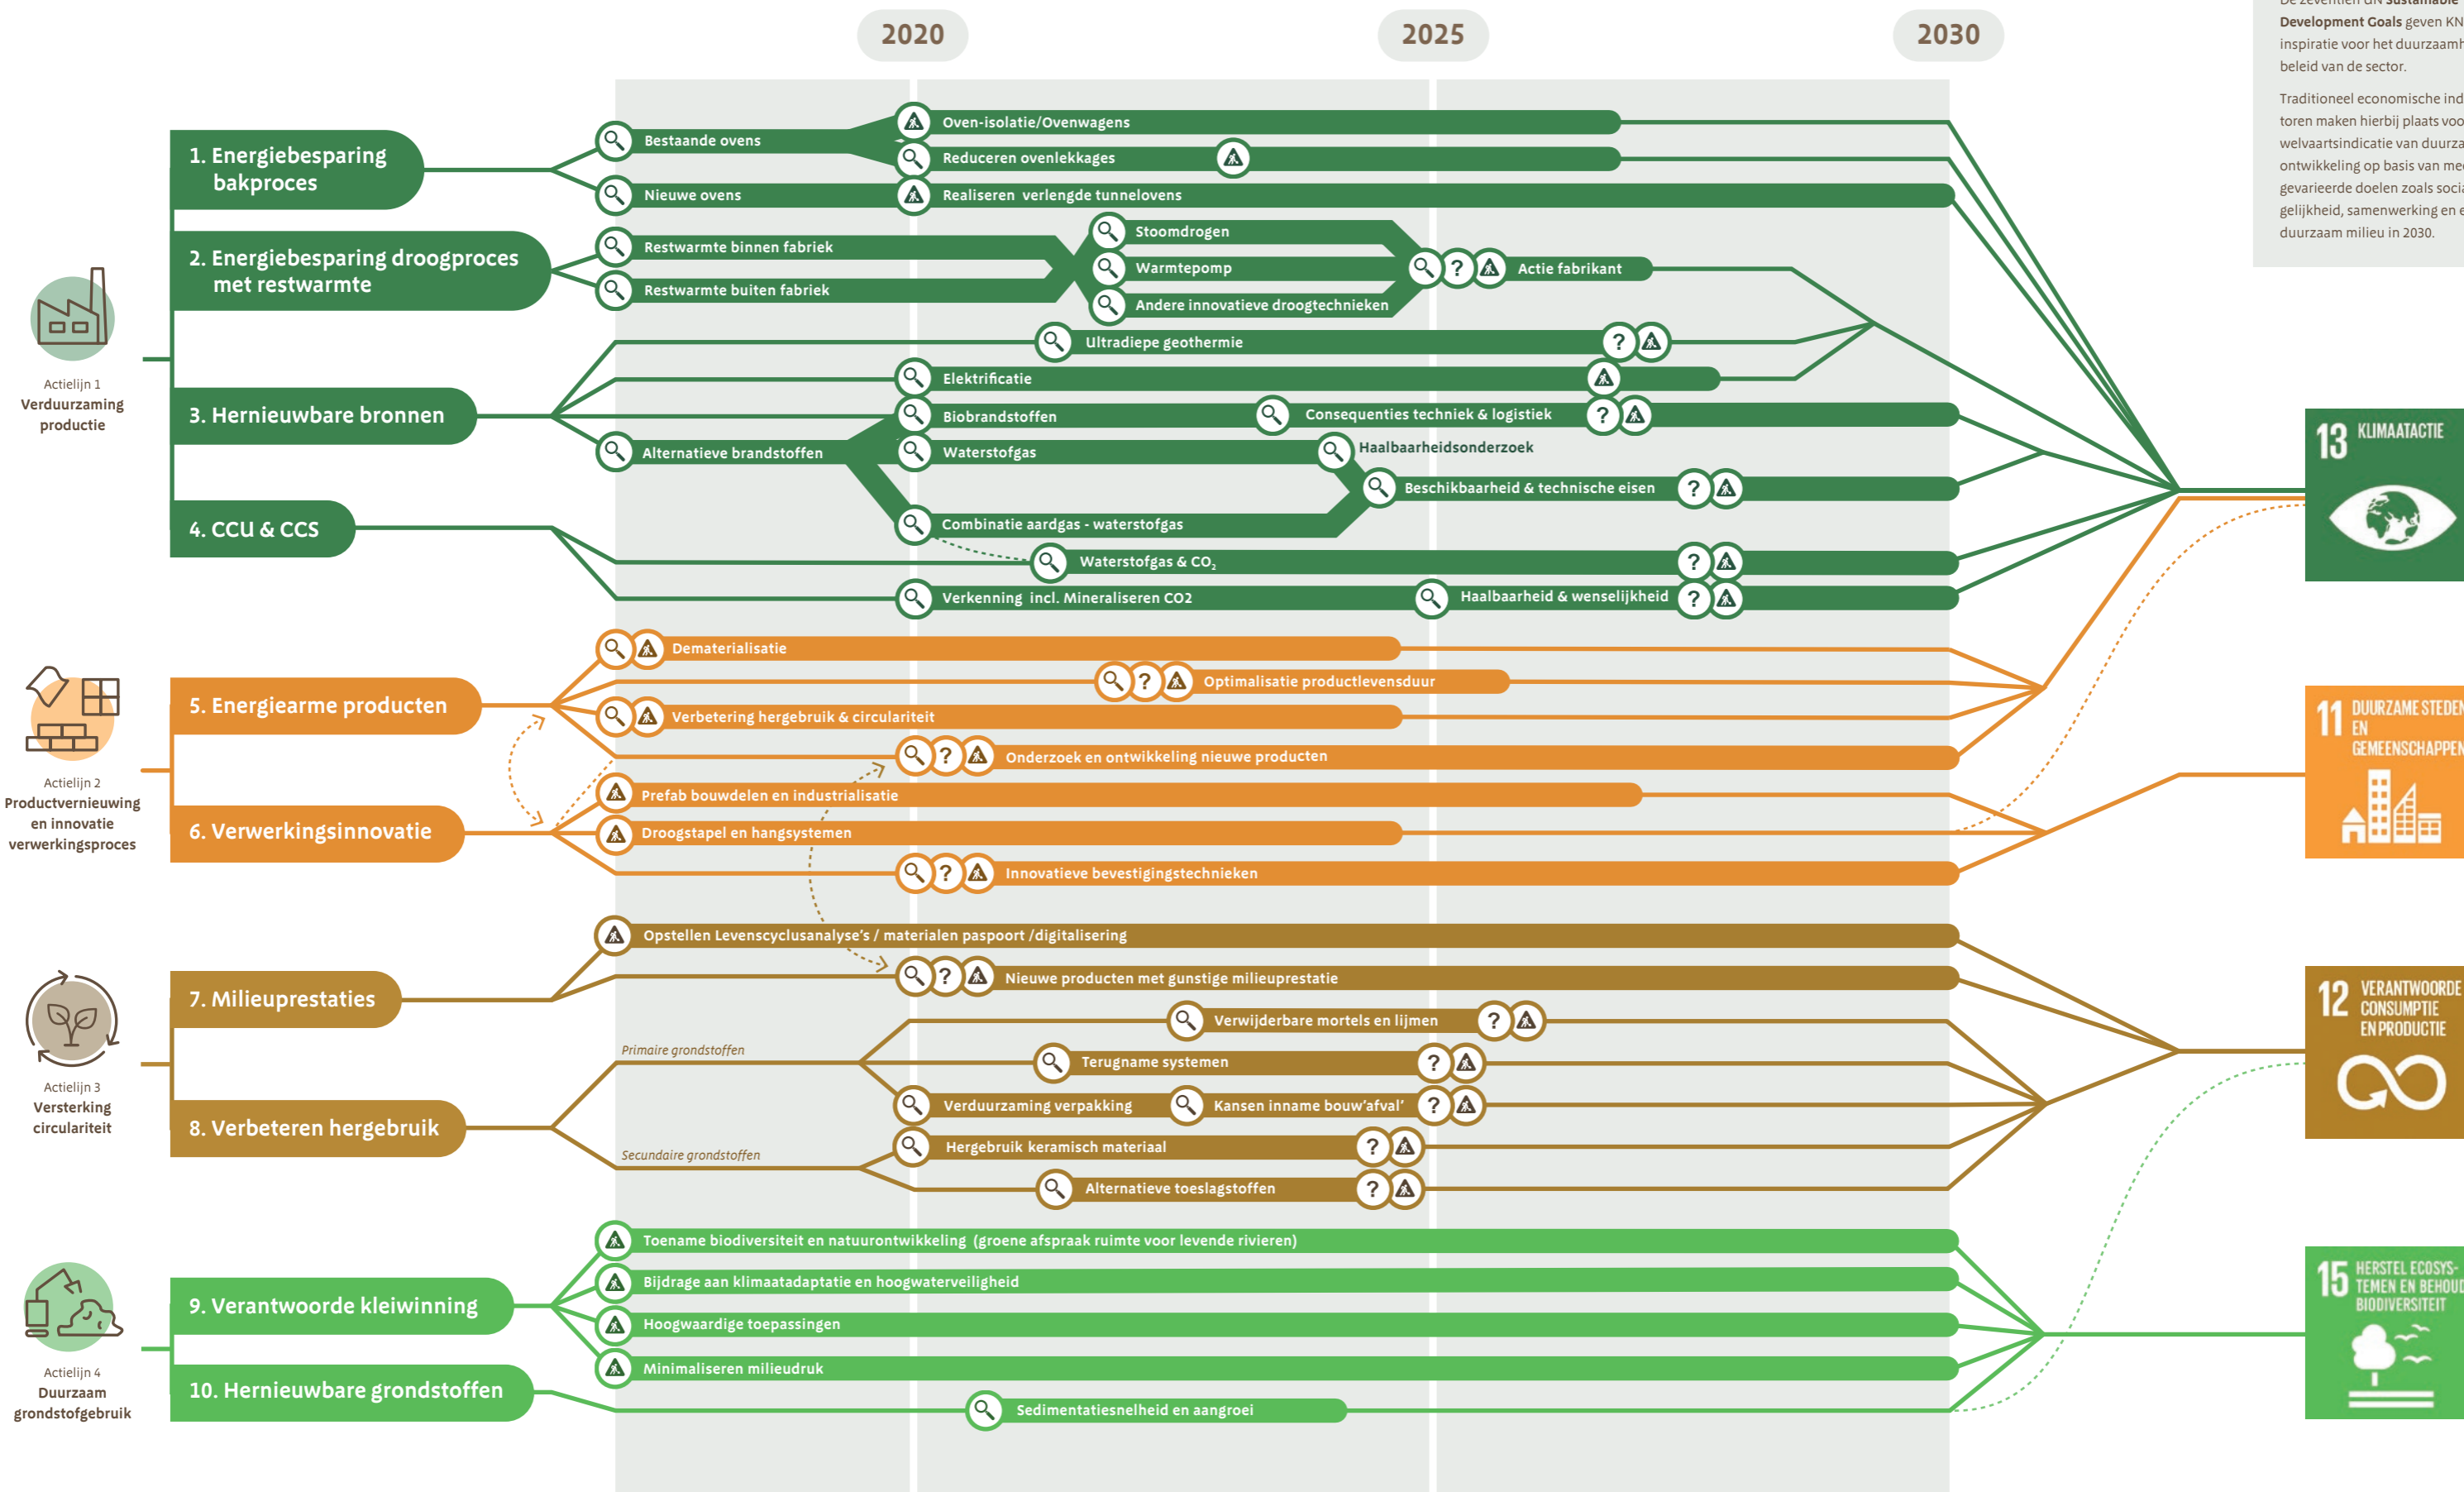 2020
2025
2030
De zeventien UN Sustainable
Development Goals geven KN
inspiratie voor het duurzaamh
beleid van de sector.
Traditioneel economische ind
toren maken hierbij plaats voo
welvaartsindicatie van duurza
ontwikkeling op basis van mee
gevarieerde doelen zoals socia
gelijkheid, samenwerking en e
duurzaam milieu in 2030.
Actielijn 1
Verduurzaming
productie
1. Energiebesparing
bakproces
Bestaande ovens
Oven-isolatie/Ovenwagens
Reduceren ovenlekkages
Nieuwe ovens
Realiseren verlengde tunnelovens
2. Energiebesparing droogproces
met restwarmte
Restwarmte binnen fabriek
Restwarmte buiten fabriek
Stoomdrogen
Warmtepomp
Andere innovatieve droogtechnieken
? Actie fabrikant
3. Hernieuwbare bronnen
Ultradiepe geothermie ?
Elektrificatie
Biobrandstoffen
Consequenties techniek & logistiek ?
Alternatieve brandstoffen
Waterstofgas
Haalbaarheidsonderzoek
Beschikbaarheid & technische eisen ?
Combinatie aardgas - waterstofgas
4. CCU & CCS
Waterstofgas & CO₂ ?
Verkenning incl. Mineraliseren CO2
Haalbaarheid & wenselijkheid ?
13 KLIMAATACTIE
Actielijn 2
Productvernieuwing
en innovatie
verwerkingsproces
5. Energiearme producten
Dematerialisatie
? Optimalisatie productlevensduur
Verbetering hergebruik & circulariteit
? Onderzoek en ontwikkeling nieuwe producten
6. Verwerkingsinnovatie
Prefab bouwdelen en industrialisatie
Droogstapel en hangsystemen
? Innovatieve bevestigingstechnieken
11 DUURZAME STEDEN
EN
GEMEENSCHAPPEN
Actielijn 3
Versterking
circulariteit
7. Milieuprestaties
Opstellen Levenscyclusanalyse's / materialen paspoort /digitalisering
? Nieuwe producten met gunstige milieuprestatie
8. Verbeteren hergebruik
Primaire grondstoffen
Verwijderbare mortels en lijmen ?
Terugname systemen ?
Verduurzaming verpakking
Kansen inname bouw'afval' ?
Secundaire grondstoffen
Hergebruik keramisch materiaal ?
Alternatieve toeslagstoffen ?
12 VERANTWOORDE
CONSUMPTIE
EN PRODUCTIE
Actielijn 4
Duurzaam
grondstofgebruik
9. Verantwoorde kleiwinning
Toename biodiversiteit en natuurontwikkeling (groene afspraak ruimte voor levende rivieren)
Bijdrage aan klimaatadaptatie en hoogwaterveiligheid
Hoogwaardige toepassingen
Minimaliseren milieudruk
10. Hernieuwbare grondstoffen
Sedimentatiesnelheid en aangroei
15 HERSTEL ECOSYS-
TEMEN EN BEHOUD
BIODIVERSITEIT